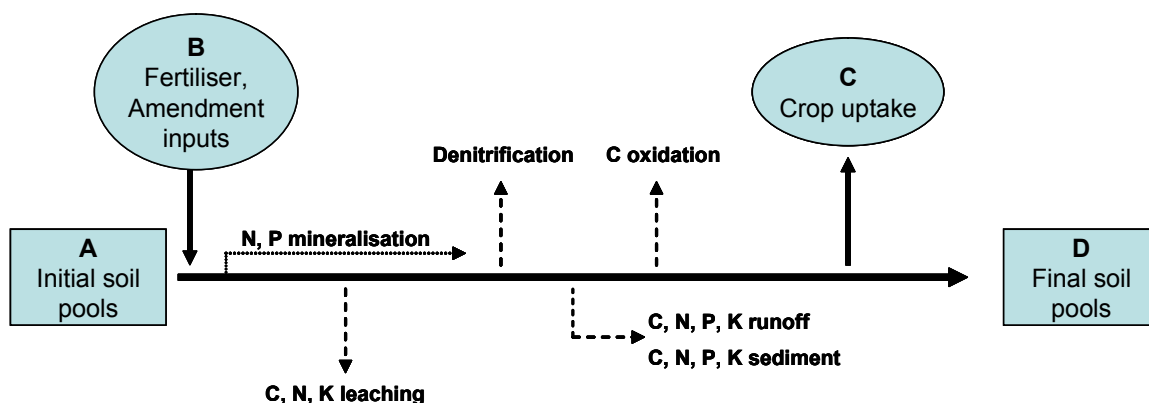 B
Fertiliser,
Amendment
inputs
C
Crop uptake
Denitrification
C oxidation
N, P mineralisation
A
Initial soil
pools
D
Final soil
pools
C, N, P, K runoff
C, N, P, K sediment
C, N, K leaching